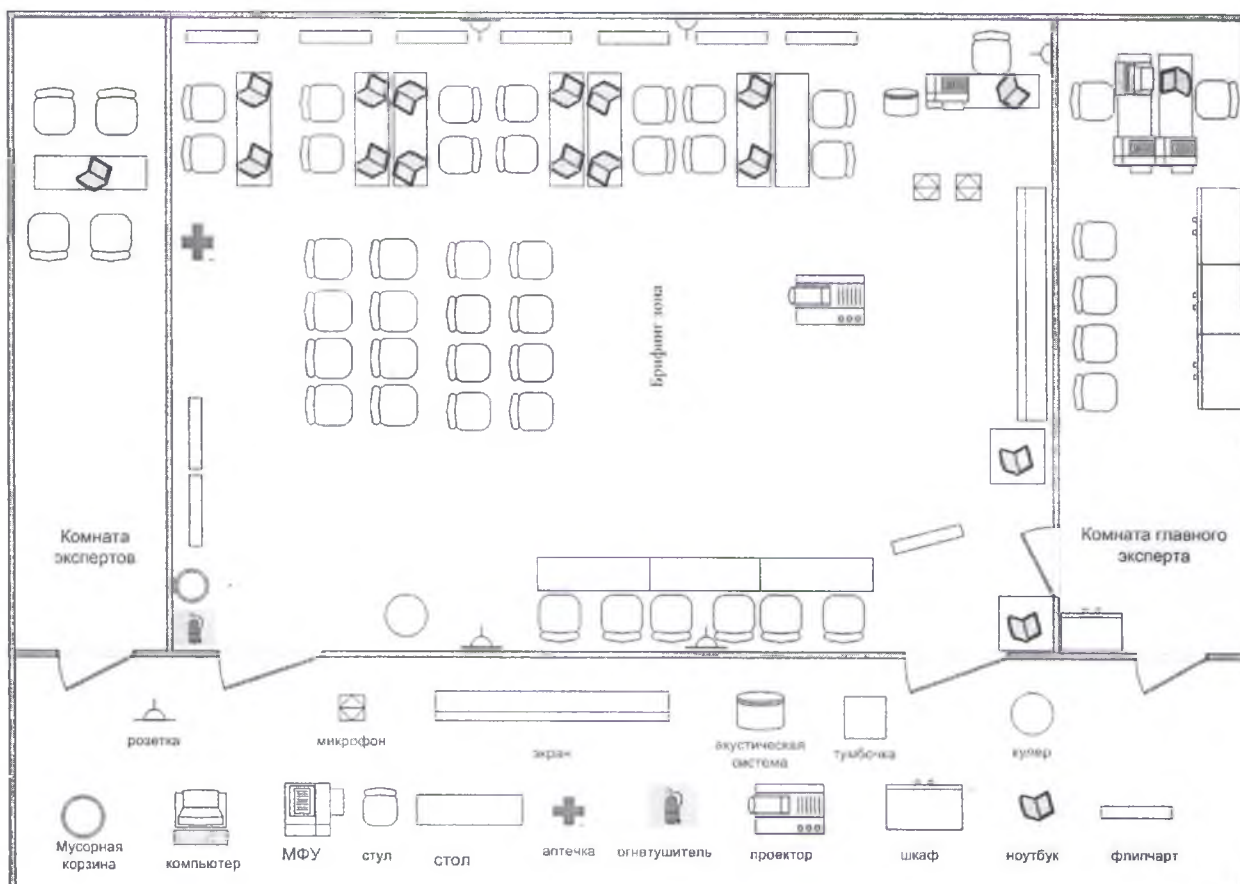 Брифинг зона
Комната
экспертов
Комната главного
эксперта
розетка
микрофон
экран
акустическая
система
тумбочка
кулер
Мусорная
корзина
компьютер
МФУ
стул
стол
аптечка
огнетушитель
проектор
шкаф
ноутбук
флипчарт